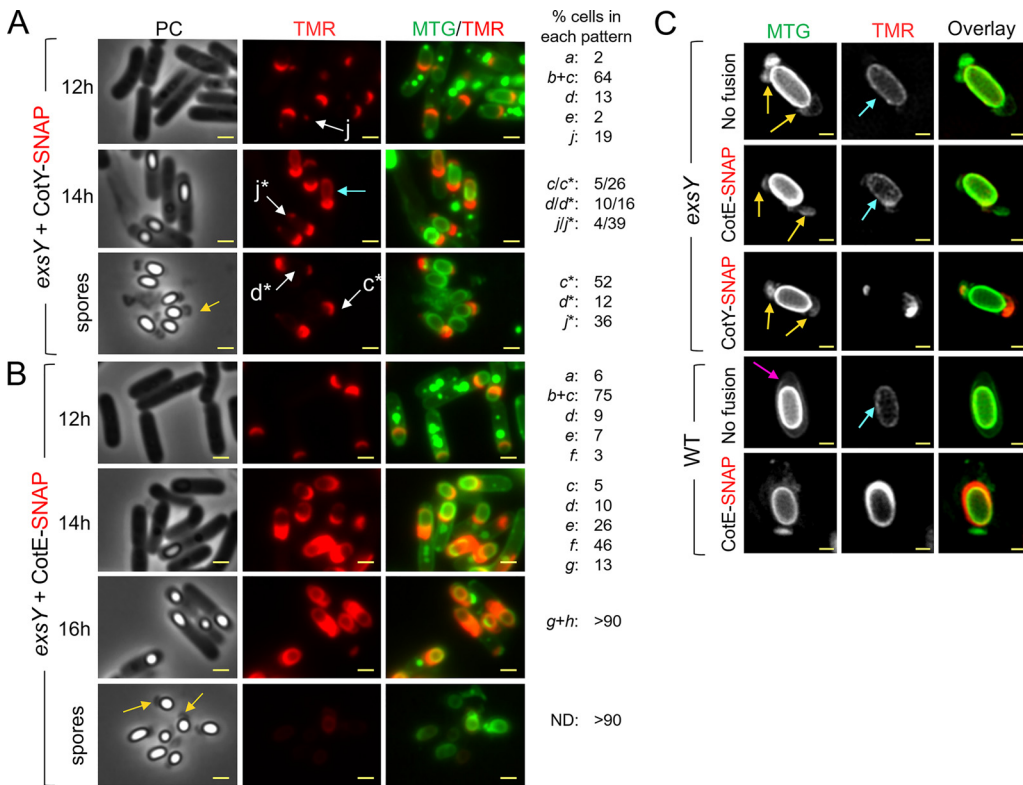 A
PC
TMR
MTG/TMR
% cells in
each pattern
exsY + CotY-SNAP
12h
j
a: 2
b+c: 64
d: 13
e: 2
j: 19
14h
j*
c/c*: 5/26
d/d*: 10/16
j/j*: 4/39
spores
d*
c*
c*: 52
d*: 12
j*: 36
B
exsY + CotE-SNAP
12h
a: 6
b+c: 75
d: 9
e: 7
f: 3
14h
c: 5
d: 10
e: 26
f: 46
g: 13
16h
g+h: >90
spores
ND: >90
C
MTG
TMR
Overlay
exsY
No fusion
CotE-SNAP
CotY-SNAP
WT
No fusion
CotE-SNAP